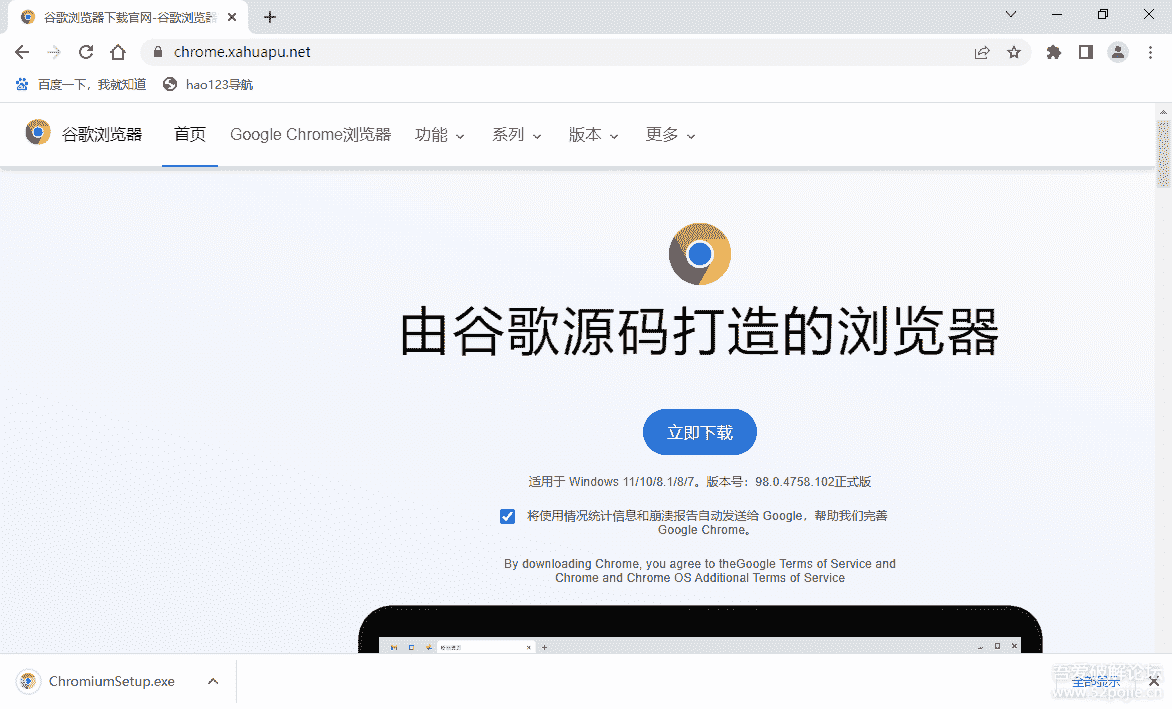 谷歌浏览器下载官网-谷歌浏览器
chrome.xahuapu.net
百度一下，我就知道 hao123导航
谷歌浏览器 首页 Google Chrome浏览器 功能 系列 版本 更多
由谷歌源码打造的浏览器
立即下载
适用于 Windows 11/10/8.1/8/7。版本号：98.0.4758.102正式版
将使用情况统计信息和崩溃报告自动发送给 Google，帮助我们完善
Google Chrome。
By downloading Chrome, you agree to theGoogle Terms of Service and
Chrome and Chrome OS Additional Terms of Service
ChromiumSetup.exe
全部显示
吾爱破解论坛
www.52pojie.cn